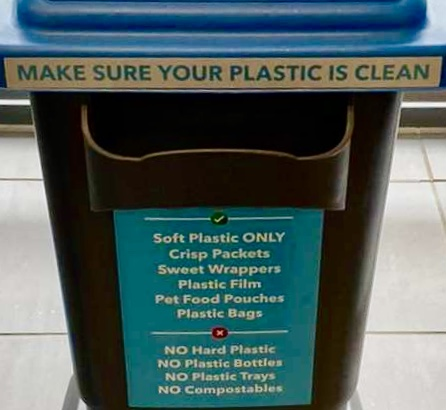 MAKE SURE YOUR PLASTIC IS CLEAN
Soft Plastic ONLY
Crisp Packets
Sweet Wrappers
Plastic Film
Pet Food Pouches
Plastic Bags
NO Hard Plastic
NO Plastic Bottles
NO Plastic Trays
NO Compostables